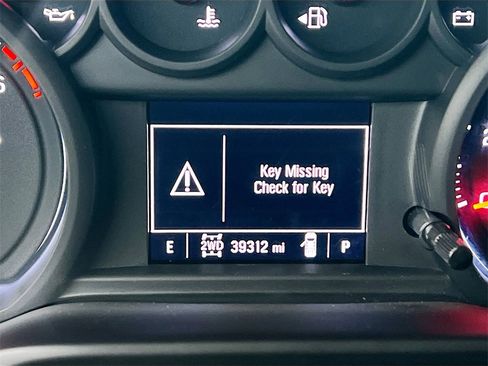 Key Missing
Check for Key
E 2WD 39312 mi P